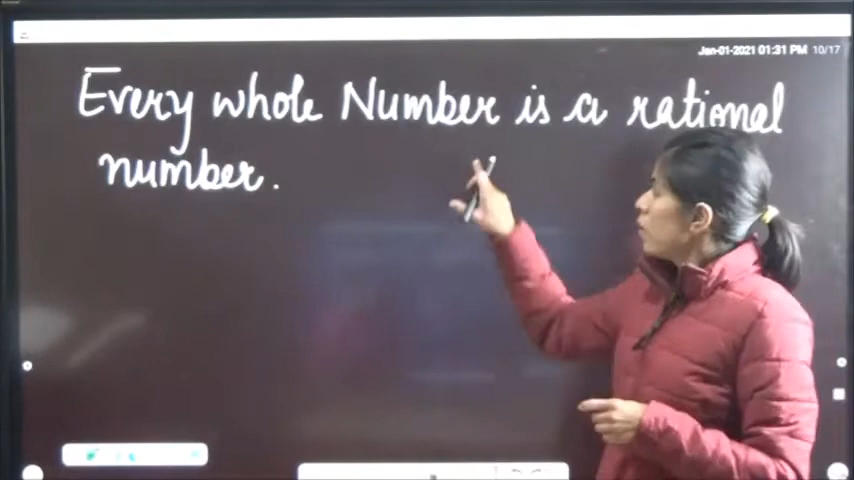 Jan-01-2021 01:31 PM 10/17
Every whole Number is a rational
number.